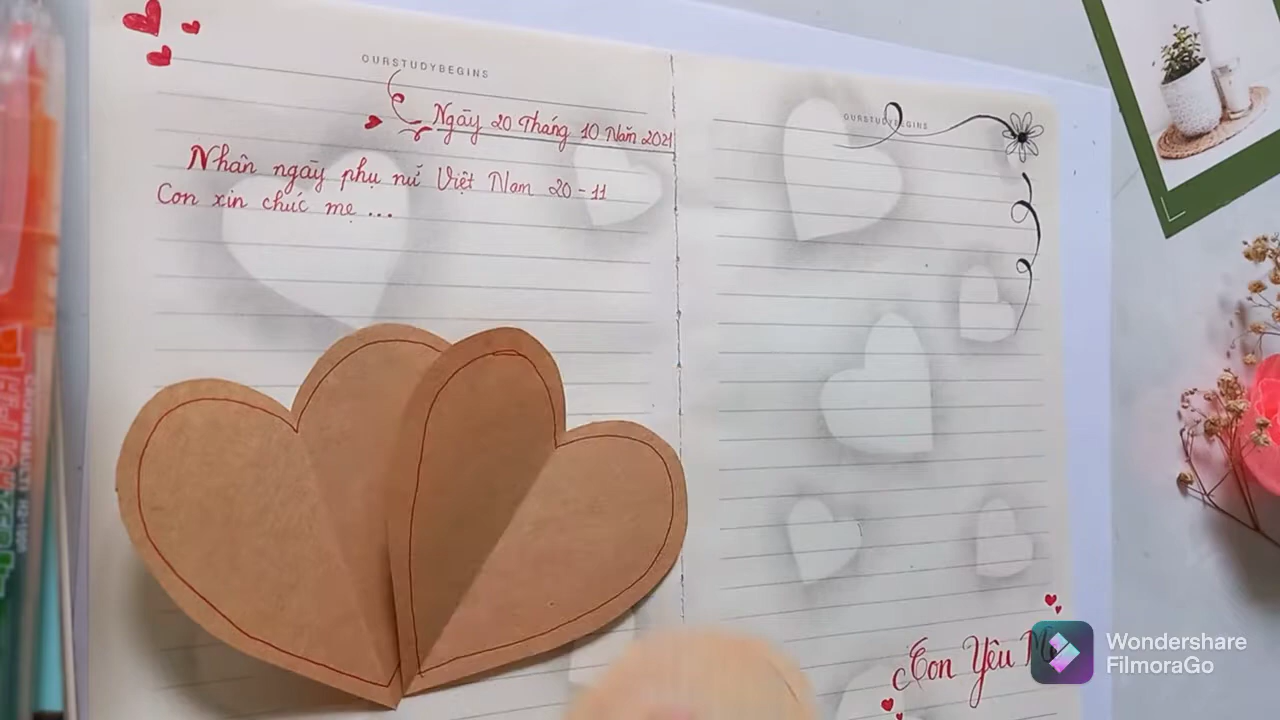 OURSTUDYBEGINS
Ngày 20 Tháng 10 Năm 2021
Nhân ngày phụ nữ Việt Nam 20-11
Con xin chúc mẹ ...
OURSTUDYBEGINS
Con Yêu
Wondershare
FilmoraGo